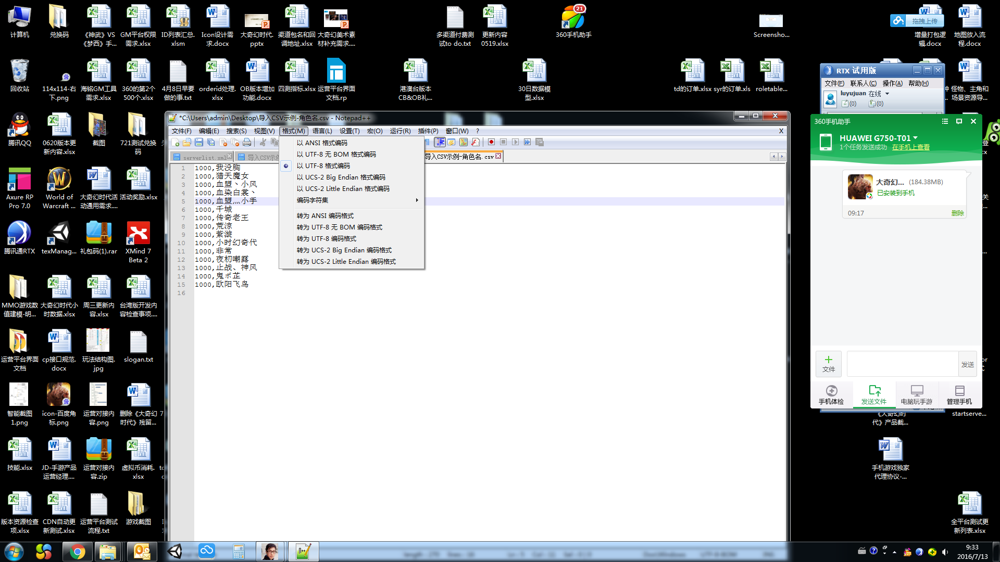 计算机
兑换码
《神武》VS
《梦西》手...
GM平台权限
需求.xlsx
ID列表汇总.
xlsm
Icon设计需
求.docx
大奇幻时代.
pptx
渠道包名和回
调地址.xlsx
大奇幻美术素
材补充需求....
多渠道付费测
试to do.txt
更新内容
0519.xlsx
21
360手机助手
Screensho...
拖拽上传
增量打包逻
辑.docx
地图放入流
程.docx
回收站
114x114-右
下.png
海铭GM工具
需求.xlsx
360的第2个
500个.xlsx
4月8日早要
做的事.txt
orderid处理.
xlsx
OB版本增加
功能.docx
四测指标.xlsx
运营平台界面
文档.rp
港澳台版本
CB&OB礼...
30日数据模
型.xlsx
td的订单.xlsx
syr的订单.xls
roletable...
怪物、主角和
场景资源导...
RTX 试用版
文件(F) 联系人(C) 操作(A) 帮助(H)
luyujuan 在线
(0) (0)
腾讯QQ
0620版本更
新内容.xlsx
截图
721测试兑换
码
*C:\Users\admin\Desktop\导入CSV示例-角色名.csv - Notepad++
文件(F) 编辑(E) 搜索(S) 视图(V) 格式(M) 语言(L) 设置(T) 宏(O) 运行(R) 插件(P) 窗口(W) ? X
serverlist.xml
导入CSV示例
导入CSV示例-角色名.csv
1 1000,我没胸
2 1000,猎天魔女
3 1000,血盟丶小风
4 1000,血染白裳丶
5 1000,血盟灬小手
6 1000,千城
7 1000,传奇老王
8 1000,荒凉
9 1000,紫漩
10 1000,小时幻奇代
11 1000,非常
12 1000,夜朷嘲露
13 1000,止战、神风
14 1000,鬼ボ芷
15 1000,欧阳飞鸟
16
以 ANSI 格式编码
以 UTF-8 无 BOM 格式编码
以 UTF-8 格式编码
以 UCS-2 Big Endian 格式编码
以 UCS-2 Little Endian 格式编码
编码字符集
转为 ANSI 编码格式
转为 UTF-8 无 BOM 编码格式
转为 UTF-8 编码格式
转为 UCS-2 Big Endian 编码格式
转为 UCS-2 Little Endian 编码格式
360手机助手
HUAWEI G750-T01
1个任务发送成功 在手机上查看
大奇幻... (184.38MB)
已安装到手机
09:17 删除
文件
发送
手机体检
发送文件
电脑玩手游
管理手机
Axure RP
Pro 7.0
World of
Warcraft ...
大奇幻时代活
动通用需求....
活动奖励.xlsx
腾讯通RTX
texManag...
礼包码(1).rar
XMind 7
Beta 2
MMO游戏数
值建模-明...
大奇幻时代小
时数据.xlsx
周三更新内
容.xlsx
台湾版开发内
容检查事项....
运营平台界面
文档
cp接口规范.
docx
玩法结构图.
jpg
slogan.txt
智能截图
1.png
icon-百度角
标.png
运营对接内
容.png
删除《大奇幻
时代》残留...
《大奇幻时
代》产品截...
startserve...
技能.xlsx
JD-手游产品
运营经理....
运营对接内
容.zip
虚拟币消耗.
xlsx
手机游戏独家
代理协议-...
版本资源检查
项.xlsx
CDN自动更
新测试.xlsx
运营平台测试
流程.txt
游戏截图
全平台测试更
新列表.xlsx
9:33
2016/7/13